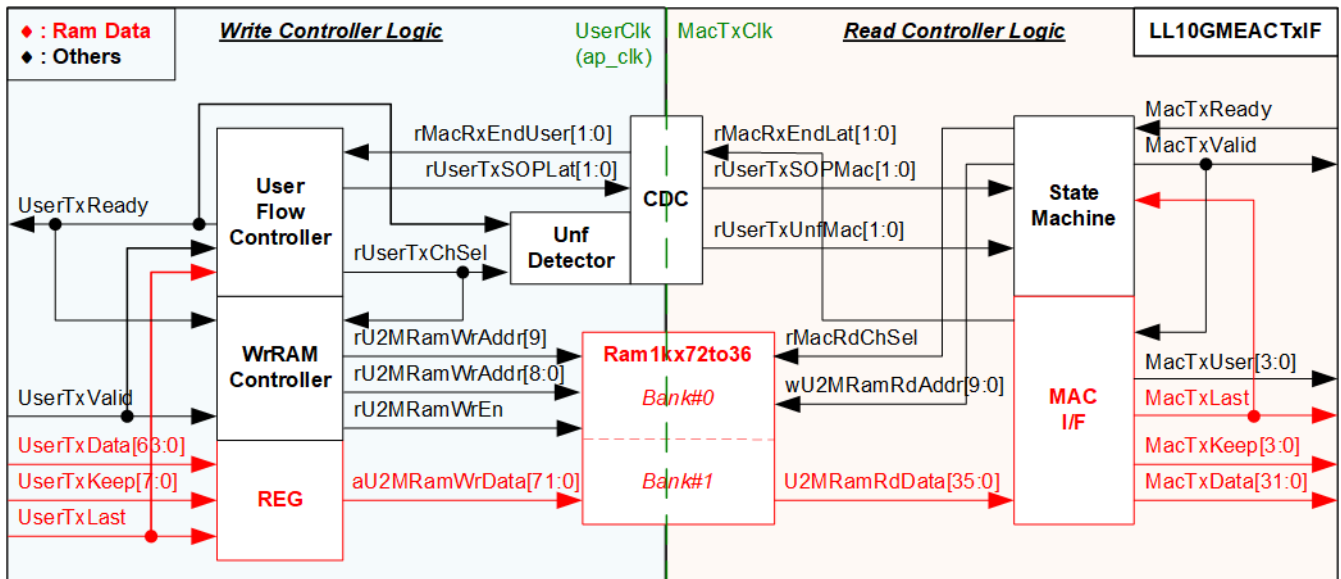 ◆ : Ram Data
◆ : Others
Write Controller Logic
UserClk
(ap_clk)
MacTxClk
Read Controller Logic
LL10GMEACTxIF
rMacRxEndUser[1:0]
rUserTxSOPLat[1:0]
rMacRxEndLat[1:0]
rUserTxSOPMac[1:0]
MacTxReady
MacTxValid
User
Flow
Controller
CDC
State
Machine
UserTxReady
Unf
Detector
rUserTxUnfMac[1:0]
rUserTxChSel
WrRAM
Controller
rU2MRamWrAddr[9]
rU2MRamWrAddr[8:0]
rU2MRamWrEn
Ram1kx72to36
Bank#0
Bank#1
rMacRdChSel
wU2MRamRdAddr[9:0]
MAC
I/F
MacTxUser[3:0]
MacTxLast
MacTxKeep[3:0]
MacTxData[31:0]
UserTxValid
UserTxData[63:0]
UserTxKeep[7:0]
UserTxLast
REG
aU2MRamWrData[71:0]
U2MRamRdData[35:0]